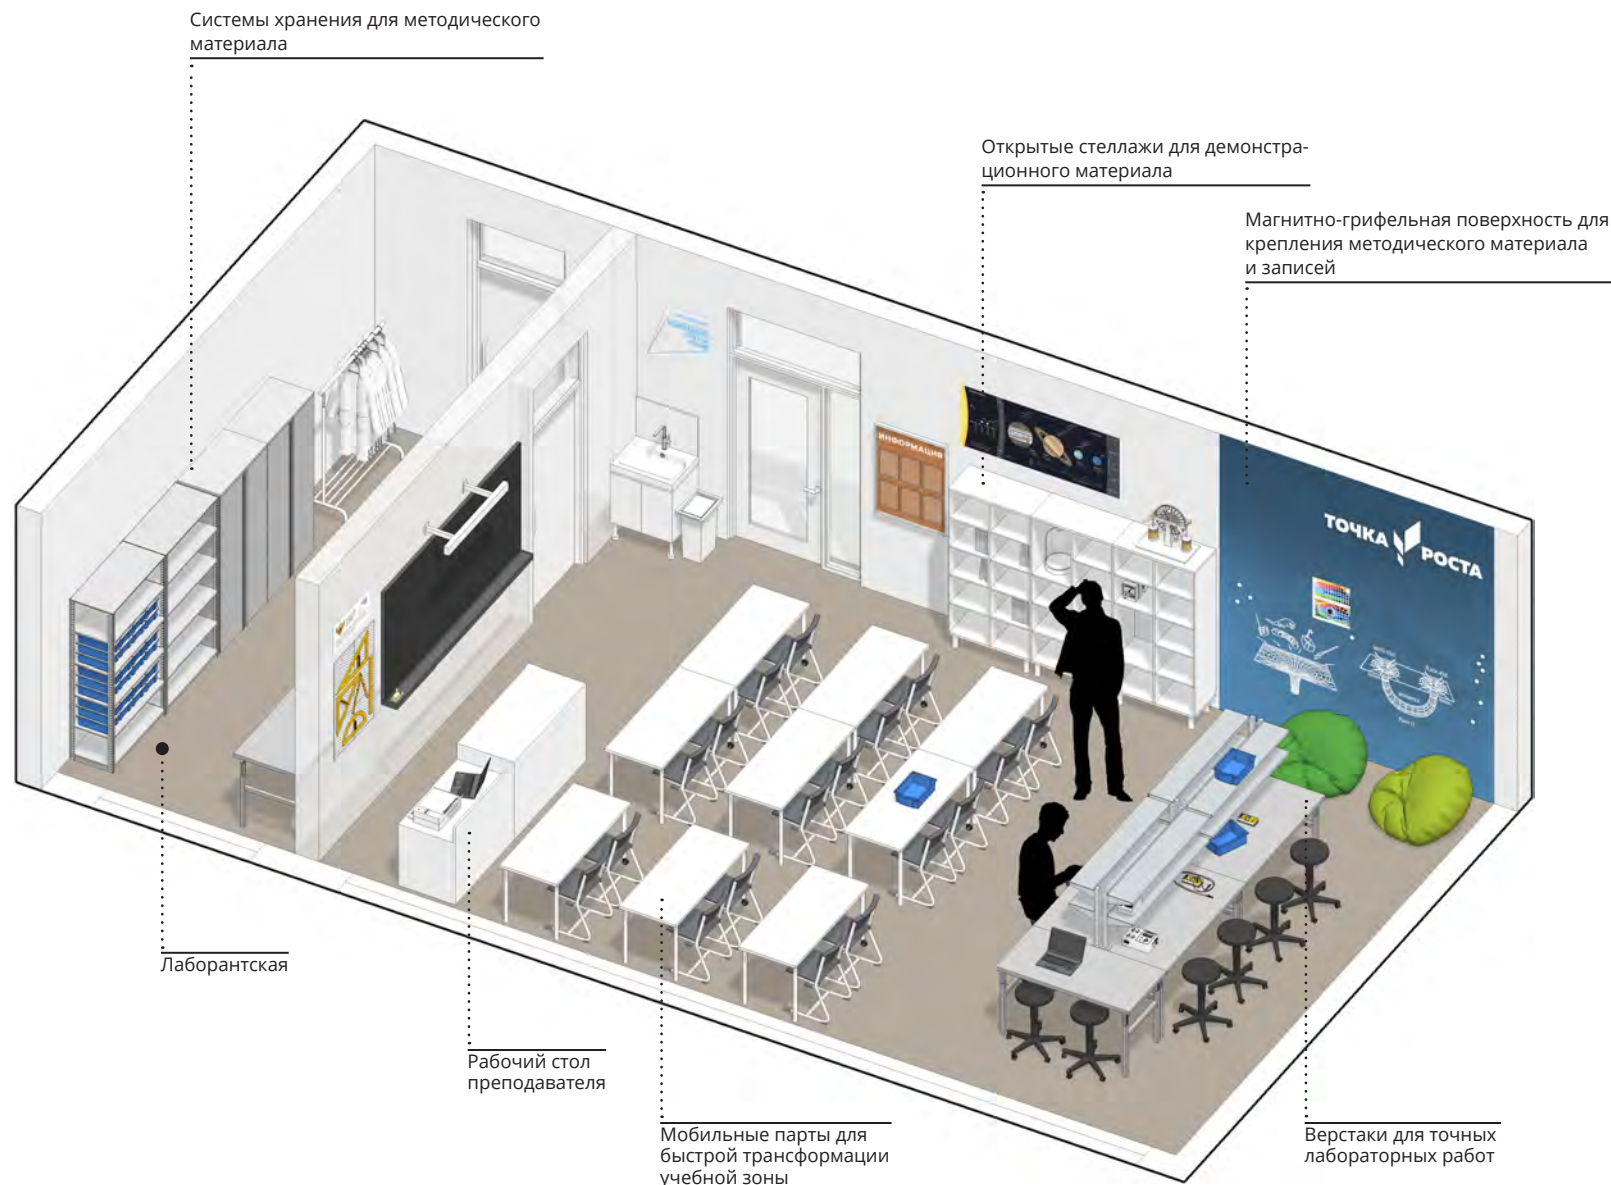 Системы хранения для методического
материала
Открытые стеллажи для демонстра-
ционного материала
Магнитно-грифельная поверхность для
крепления методического материала
и записей
ИНФОРМАЦИЯ
ТОЧКА РОСТА
Лаборантская
Рабочий стол
преподавателя
Мобильные парты для
быстрой трансформации
учебной зоны
Верстаки для точных
лабораторных работ